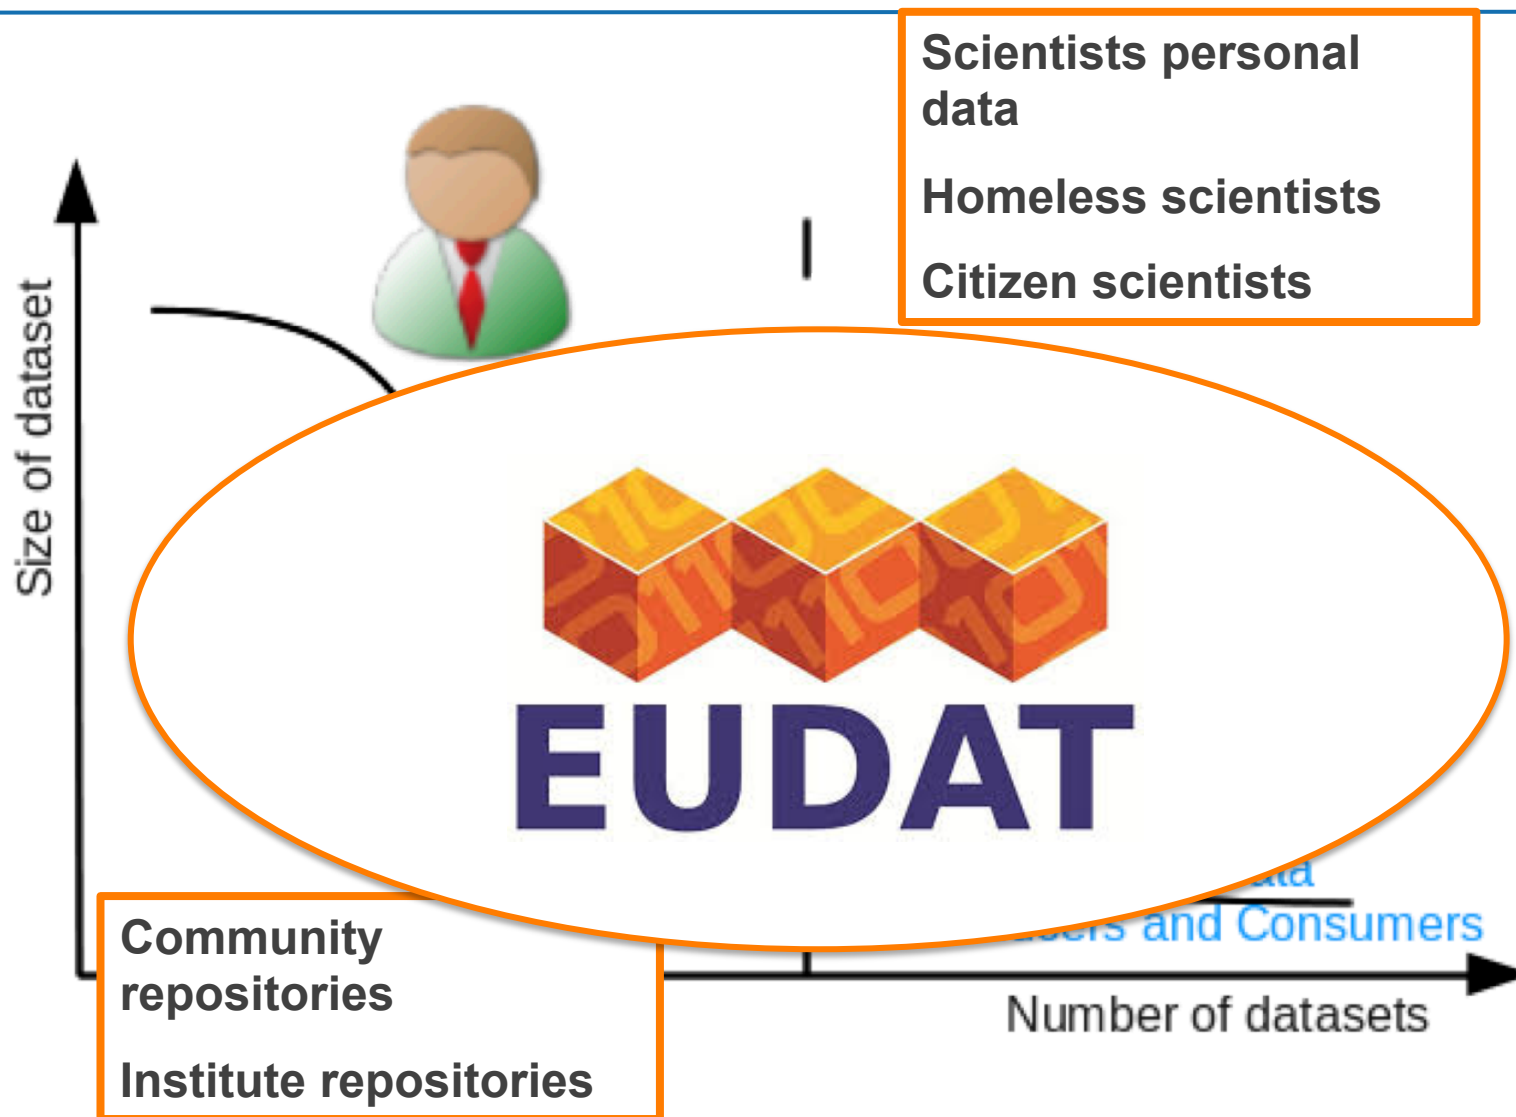 Scientists personal
data
Homeless scientists
Citizen scientists
Size of dataset
EUDAT
Community
repositories
Institute repositories
and Consumers
Number of datasets